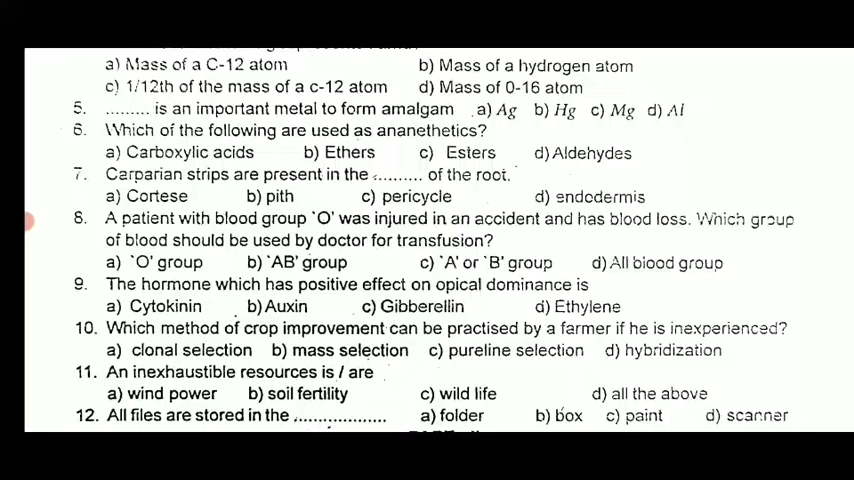 a) Mass of a C-12 atom b) Mass of a hydrogen atom
c) 1/12th of the mass of a c-12 atom d) Mass of 0-16 atom
5. ......... is an important metal to form amalgam a) Ag b) Hg c) Mg d) Al
6. Which of the following are used as ananethetics?
a) Carboxylic acids b) Ethers c) Esters d) Aldehydes
7. Carparian strips are present in the ......... of the root.
a) Cortese b) pith c) pericycle d) endodermis
8. A patient with blood group `O' was injured in an accident and has blood loss. Which group
of blood should be used by doctor for transfusion?
a) `O' group b) `AB' group c) `A' or `B' group d) All blood group
9. The hormone which has positive effect on opical dominance is
a) Cytokinin b) Auxin c) Gibberellin d) Ethylene
10. Which method of crop improvement can be practised by a farmer if he is inexperienced?
a) clonal selection b) mass selection c) pureline selection d) hybridization
11. An inexhaustible resources is / are
a) wind power b) soil fertility c) wild life d) all the above
12. All files are stored in the .................. a) folder b) box c) paint d) scanner